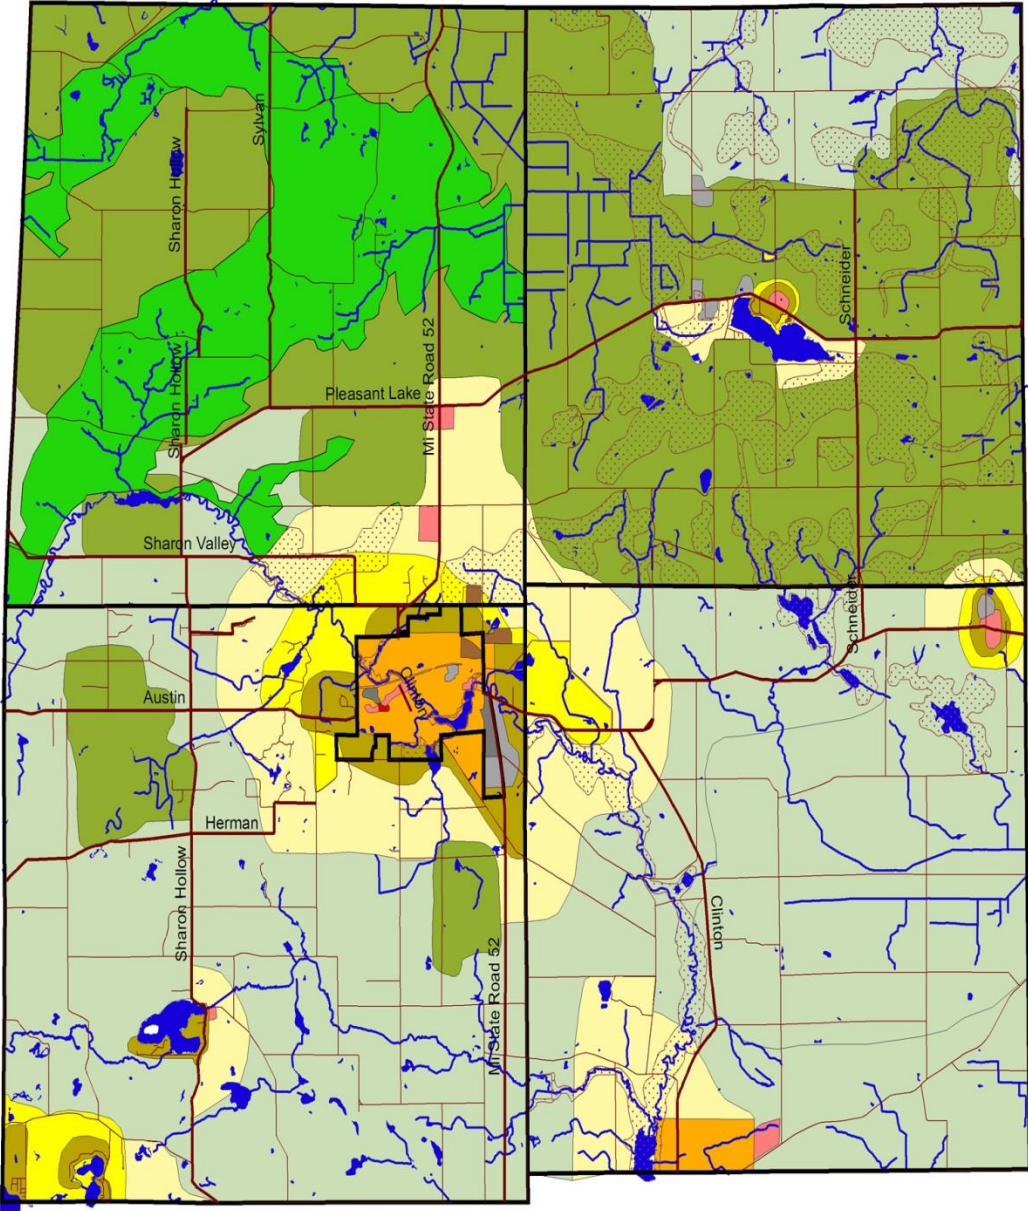 Sylvan
Sharon Hollow
Schneider
Mi State Road 52
Sharon Hollow
Pleasant Lake
Sharon Valley
Schneider
Austin
Clinton
Herman
Sharon Hollow
Clinton
Mi State Road 52